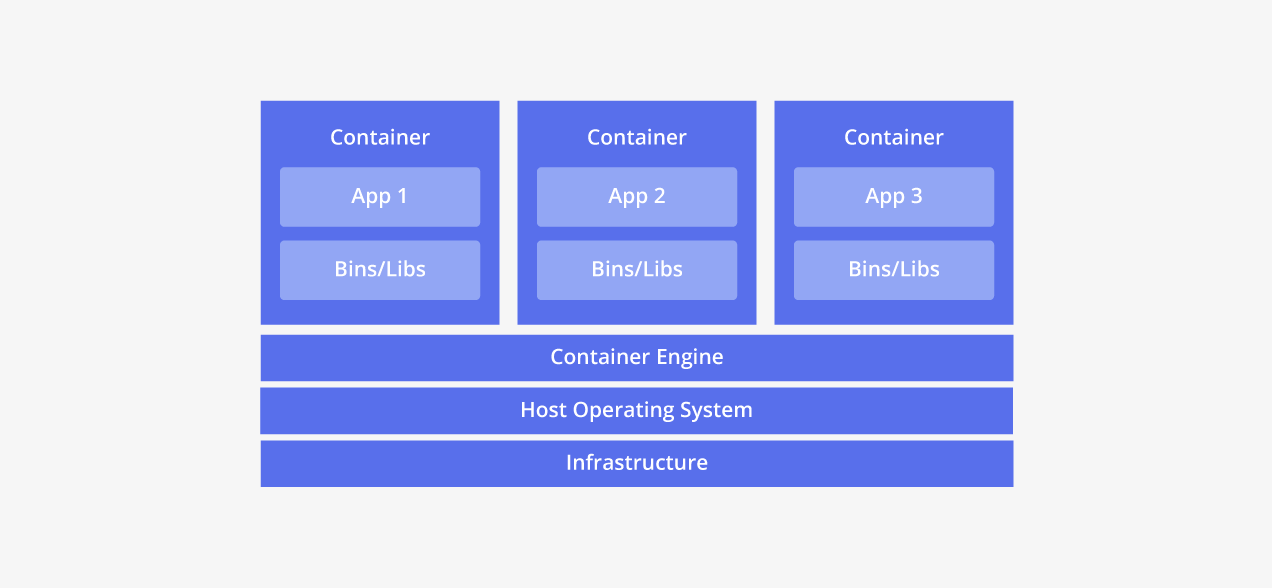 Container
Container
Container
App 1
App 2
App 3
Bins/Libs
Bins/Libs
Bins/Libs
Container Engine
Host Operating System
Infrastructure